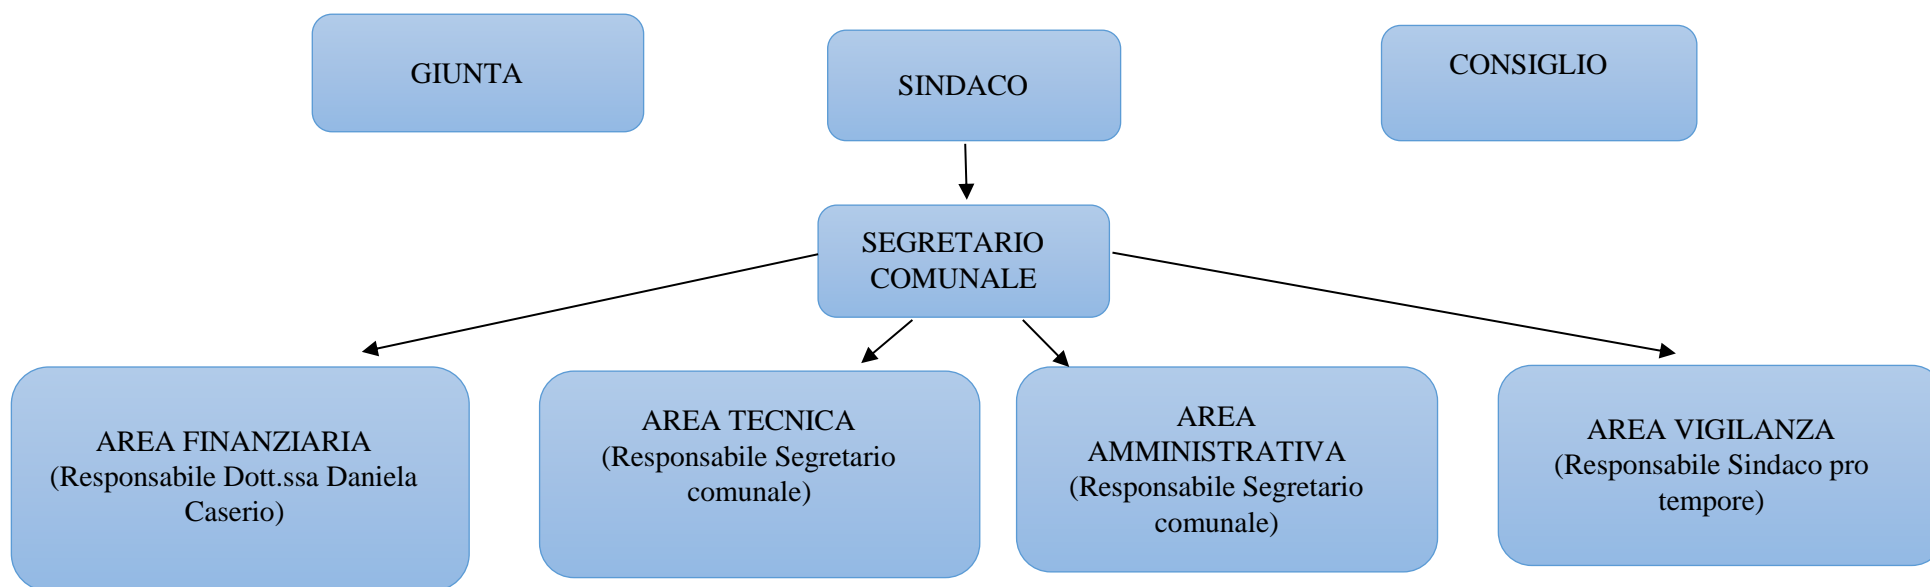 GIUNTA
SINDACO
CONSIGLIO
SEGRETARIO
COMUNALE
AREA FINANZIARIA
(Responsabile Dott.ssa Daniela
Caserio)
AREA TECNICA
(Responsabile Segretario
comunale)
AREA
AMMINISTRATIVA
(Responsabile Segretario
comunale)
AREA VIGILANZA
(Responsabile Sindaco pro
tempore)